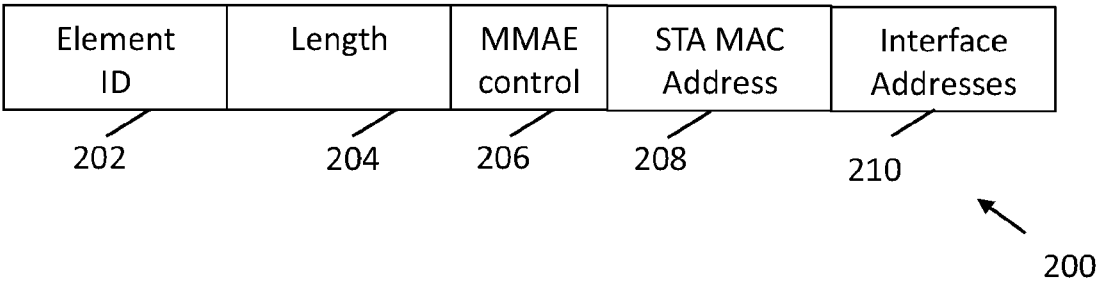 Element Length MMAE STA MAC Interface
ID control Address Addresses
202 204 206 208 210
200